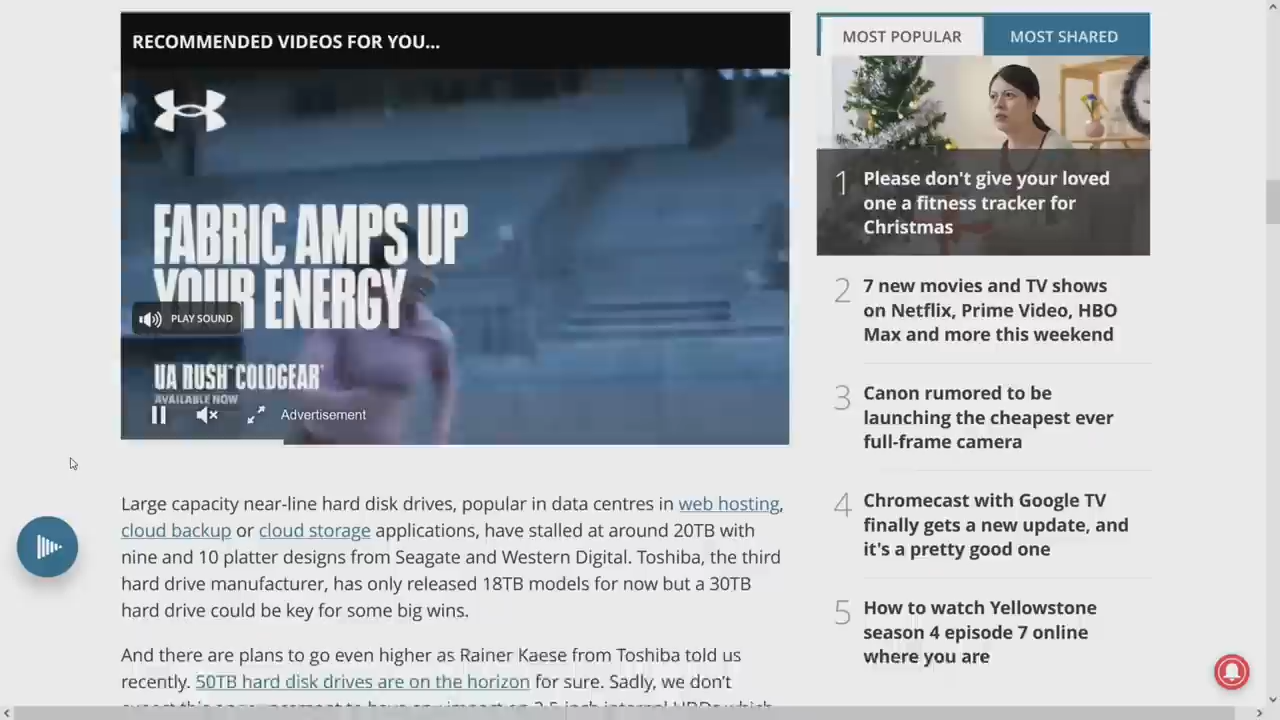 RECOMMENDED VIDEOS FOR YOU...
FABRIC AMPS UP
YOUR ENERGY
PLAY SOUND
UA RUSH™ COLDGEAR®
AVAILABLE NOW
Advertisement
Large capacity near-line hard disk drives, popular in data centres in web hosting,
cloud backup or cloud storage applications, have stalled at around 20TB with
nine and 10 platter designs from Seagate and Western Digital. Toshiba, the third
hard drive manufacturer, has only released 18TB models for now but a 30TB
hard drive could be key for some big wins.
And there are plans to go even higher as Rainer Kaese from Toshiba told us
recently. 50TB hard disk drives are on the horizon for sure. Sadly, we don't
MOST POPULAR
MOST SHARED
1 Please don't give your loved
one a fitness tracker for
Christmas
2 7 new movies and TV shows
on Netflix, Prime Video, HBO
Max and more this weekend
3 Canon rumored to be
launching the cheapest ever
full-frame camera
4 Chromecast with Google TV
finally gets a new update, and
it's a pretty good one
5 How to watch Yellowstone
season 4 episode 7 online
where you are